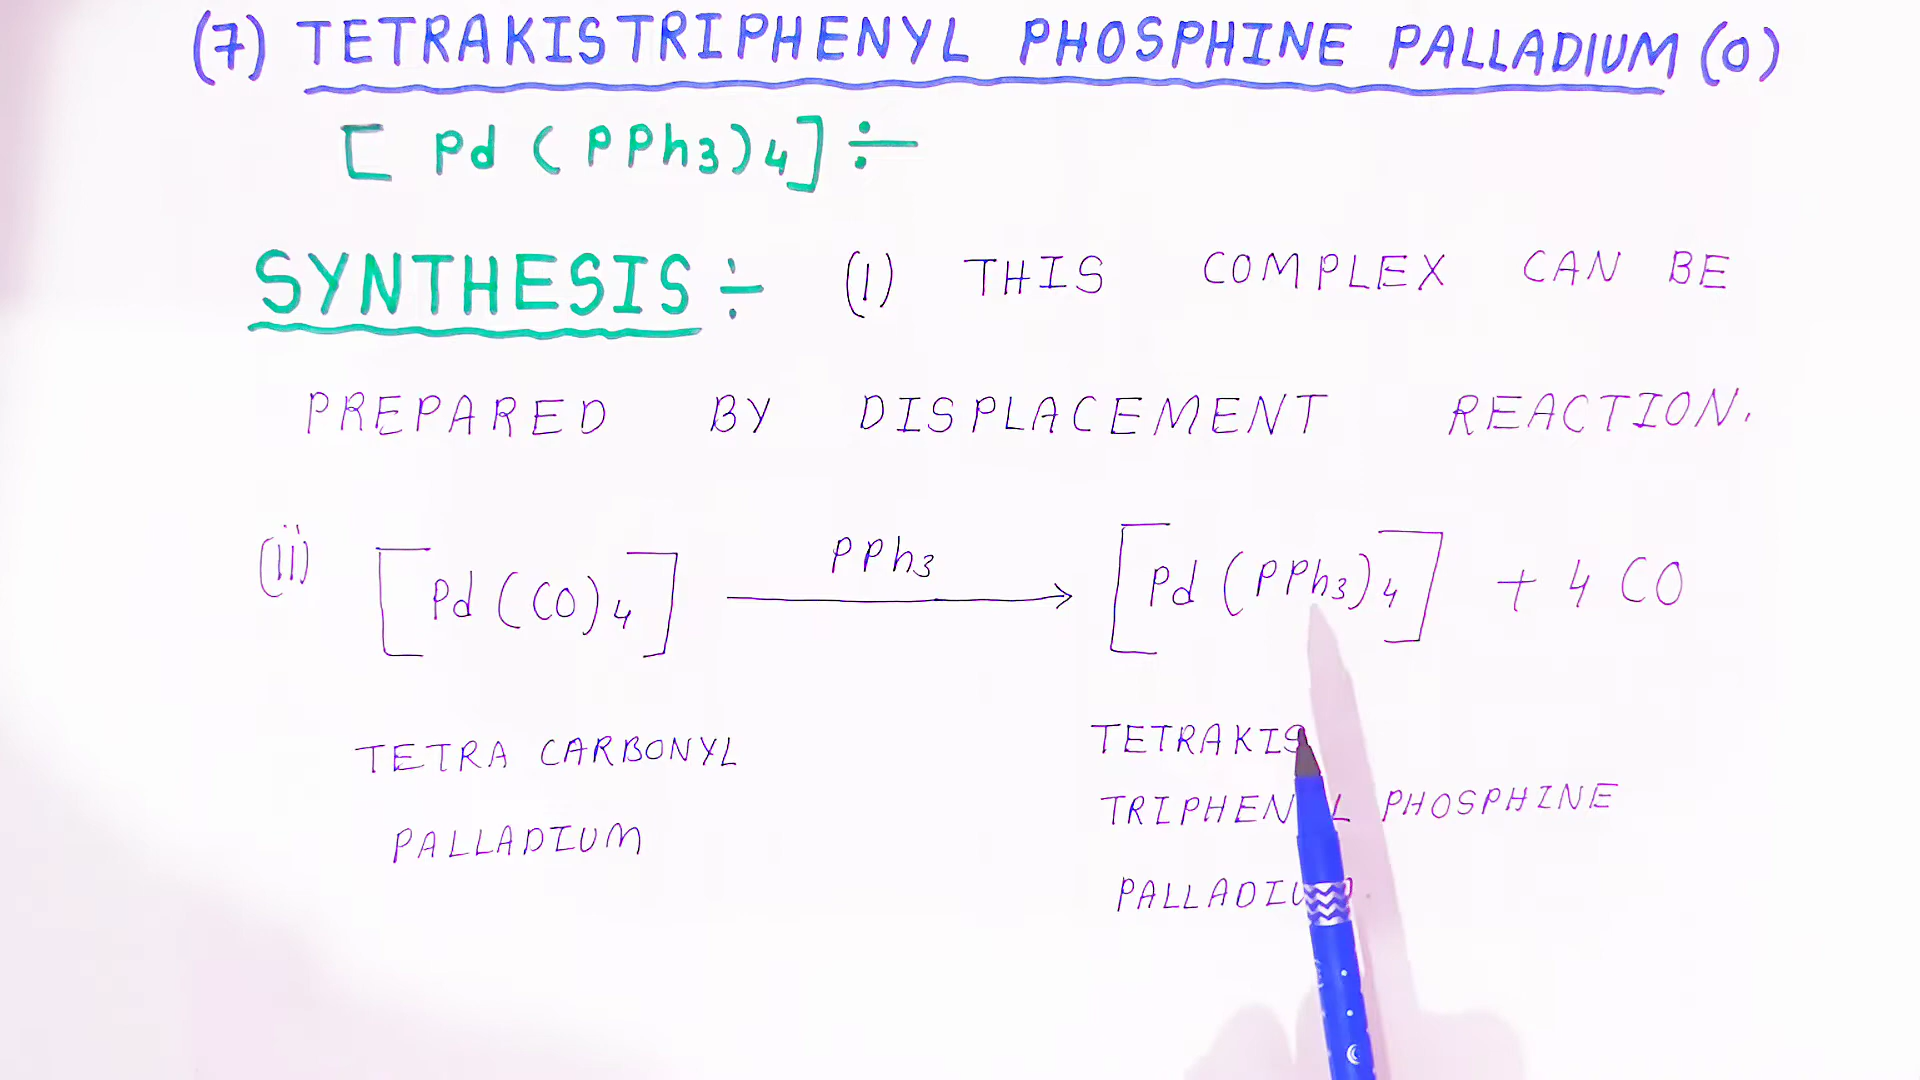 (7) TETRAKISTRIPHENYL PHOSPHINE PALLADIUM (0)
[ Pd ( PPh3)4] ÷
SYNTHESIS ÷ (1) THIS COMPLEX CAN BE
PREPARED BY DISPLACEMENT REACTION.
(ii) [Pd (CO)4] PPh3 → [Pd (PPh3)4] + 4 CO
TETRA CARBONYL
PALLADIUM
TETRAKIS
PHOSPHINE